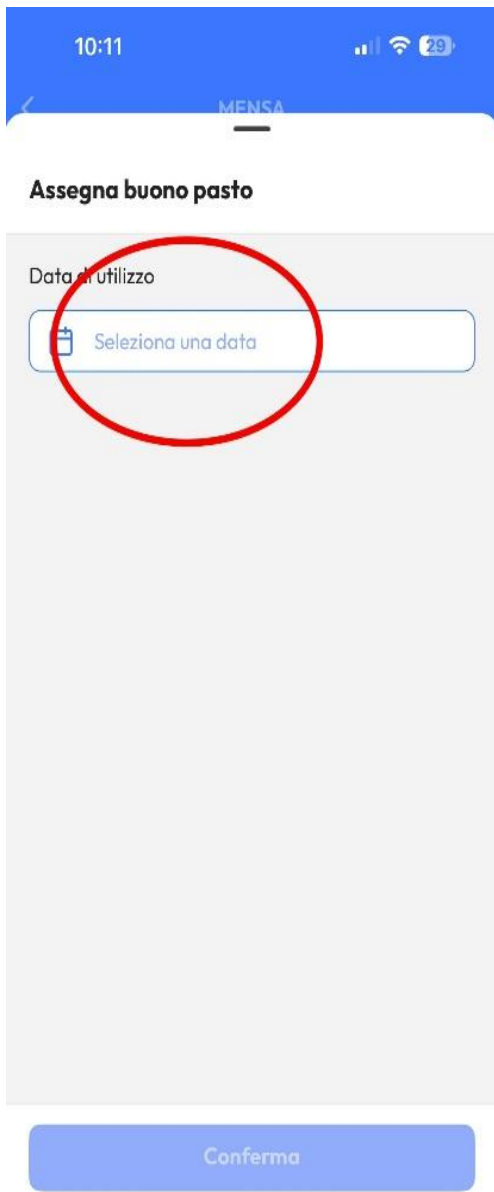 10:11
29
MENSA
Assegna buono pasto
Data di utilizzo
Seleziona una data
Conferma